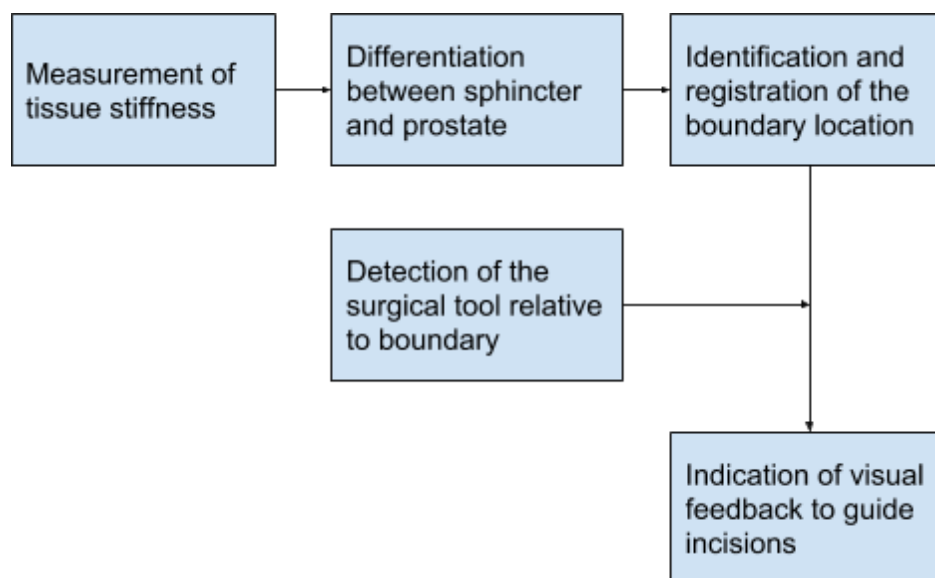 Measurement of
tissue stiffness
Differentiation
between sphincter
and prostate
Identification and
registration of the
boundary location
Detection of the
surgical tool relative
to boundary
Indication of visual
feedback to guide
incisions